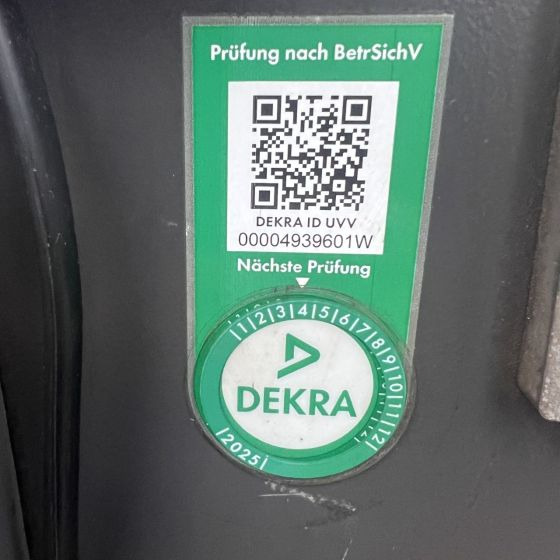 Prüfung nach BetrSichV
DEKRA ID UVV
00004939601W
Nächste Prüfung
|1|2|3|4|5|6|7|8|9|10|11|12|
DEKRA
|2025|